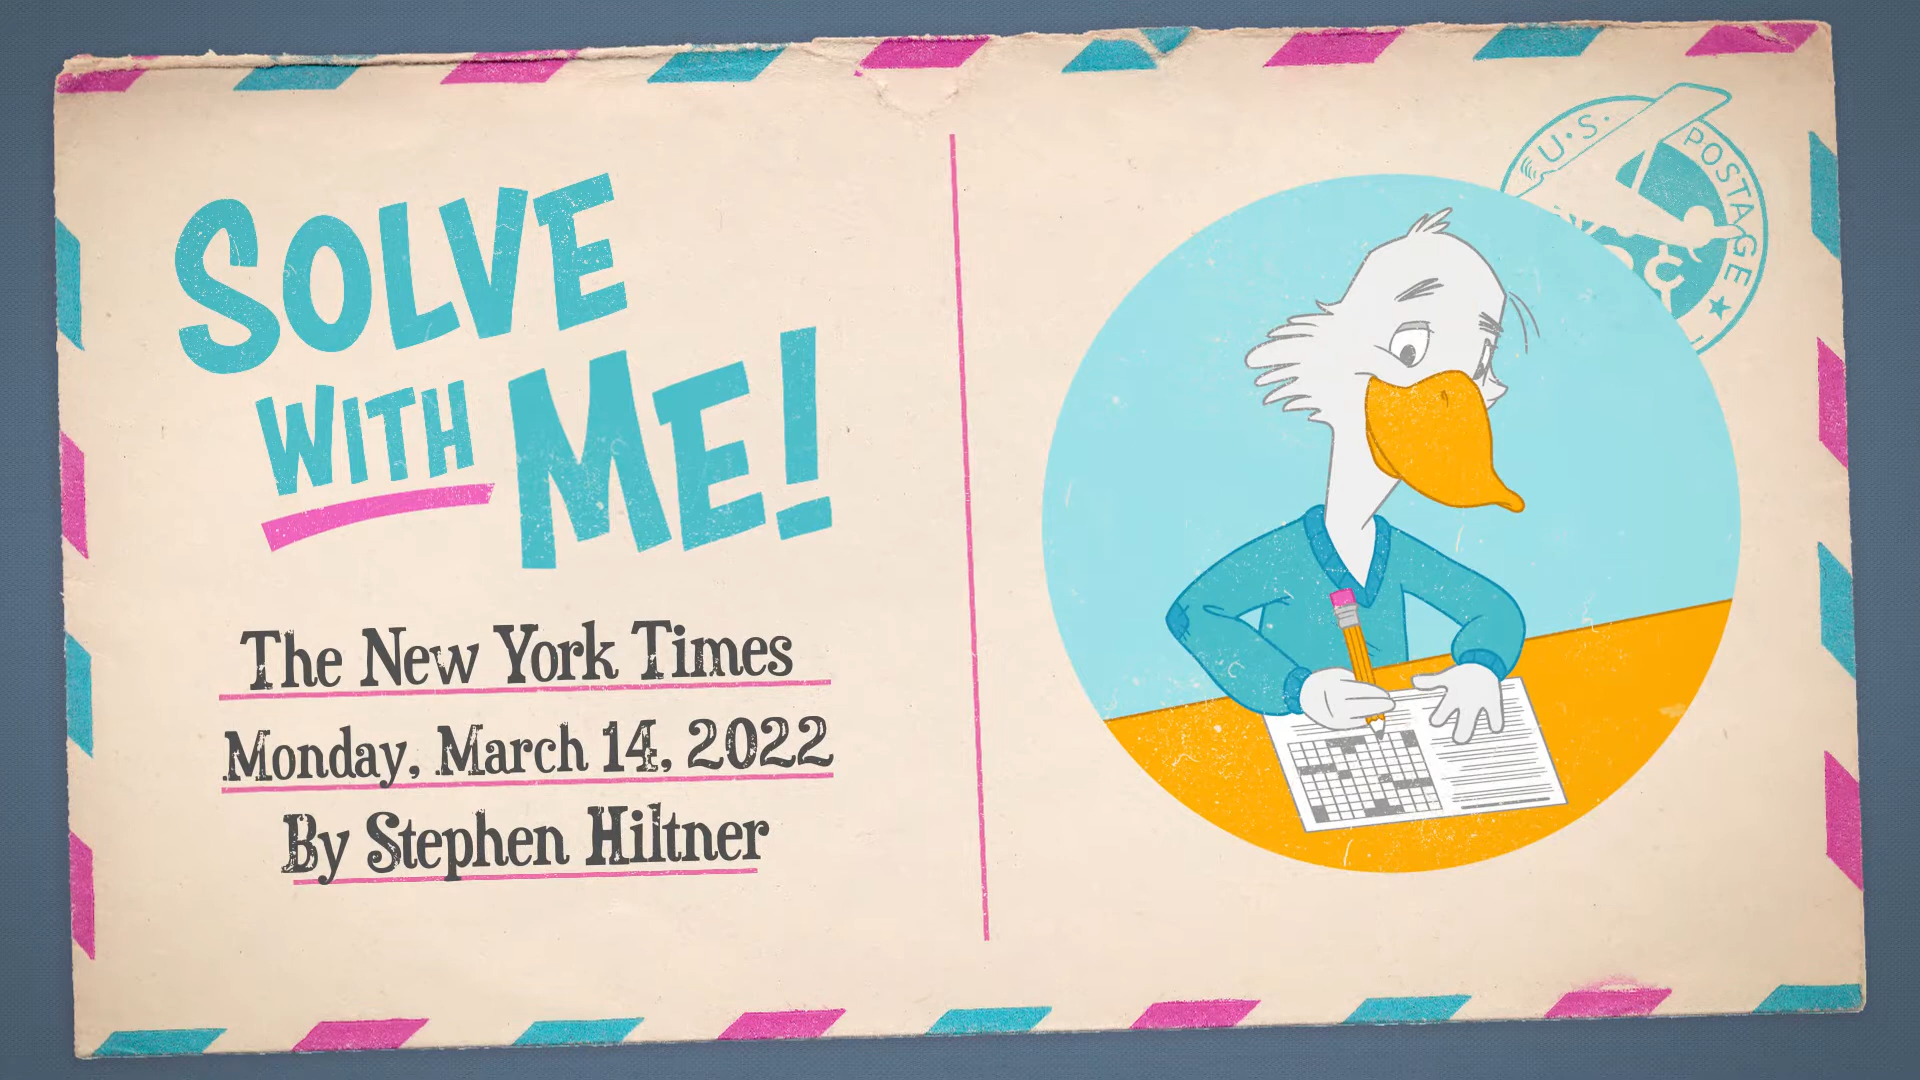 SOLVE
WITH ME!
The New York Times
Monday, March 14, 2022
By Stephen Hiltner
U.S. POSTAGE